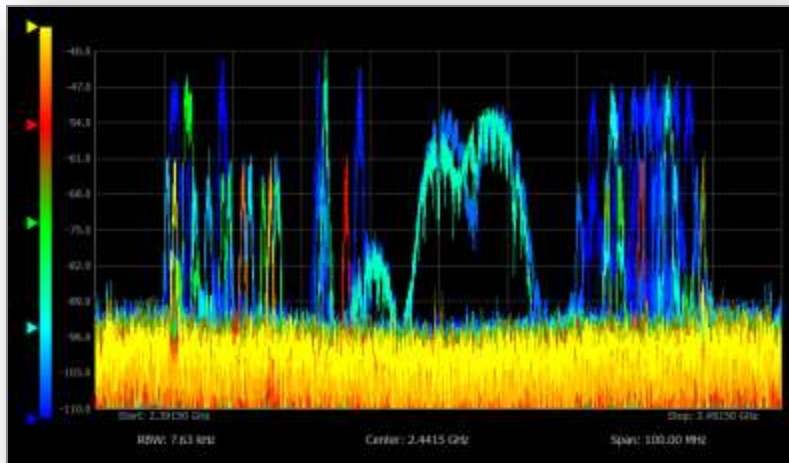 -40.0
-47.0
-54.0
-61.0
-68.0
-75.0
-82.0
-89.0
-96.0
-103.0
-110.0
Start: 2.39150 GHz
Stop: 2.49150 GHz
RBW: 7.63 kHz
Center: 2.4415 GHz
Span: 100.00 MHz